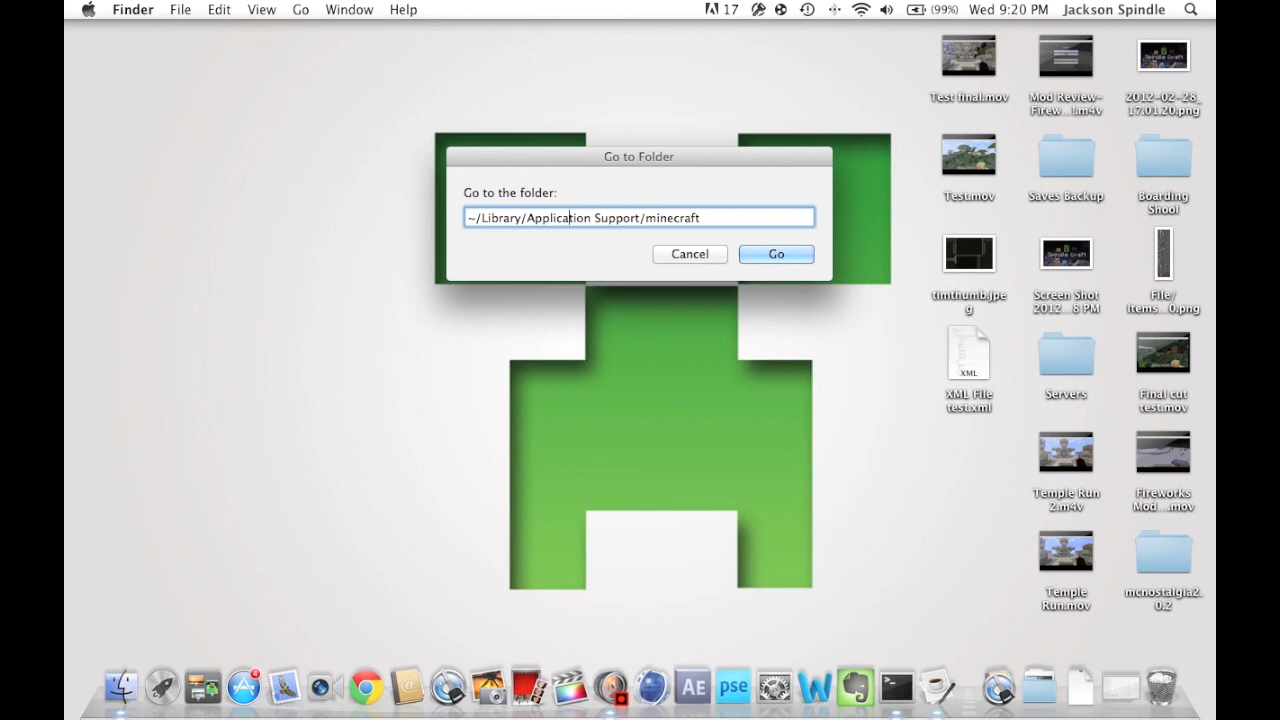 Finder File Edit View Go Window Help
17 (99%) Wed 9:20 PM Jackson Spindle
Go to Folder
Go to the folder:
~/Library/Application Support/minecraft
Cancel Go
Test final.mov
Mod Review-
Firew...!.m4v
2012-02-28_
17.01.20.png
Test.mov
Saves Backup
Boarding
Shool
timthumb.jpe
g
Screen Shot
2012...8 PM
File/
Items...0.png
XML
XML File
test.xml
Servers
Final cut
test.mov
Temple Run
2.m4v
Fireworks
Mod ....mov
Temple
Run.mov
mcnostalgia2.
0.2
AE
pse